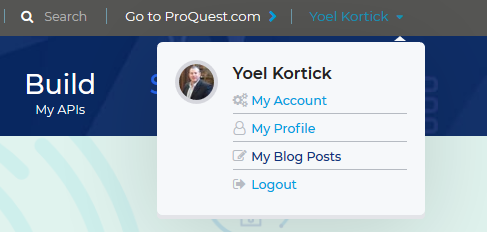 Search
Go to ProQuest.com
Yoel Kortick
Build
My APIs
Yoel Kortick
My Account
My Profile
My Blog Posts
Logout